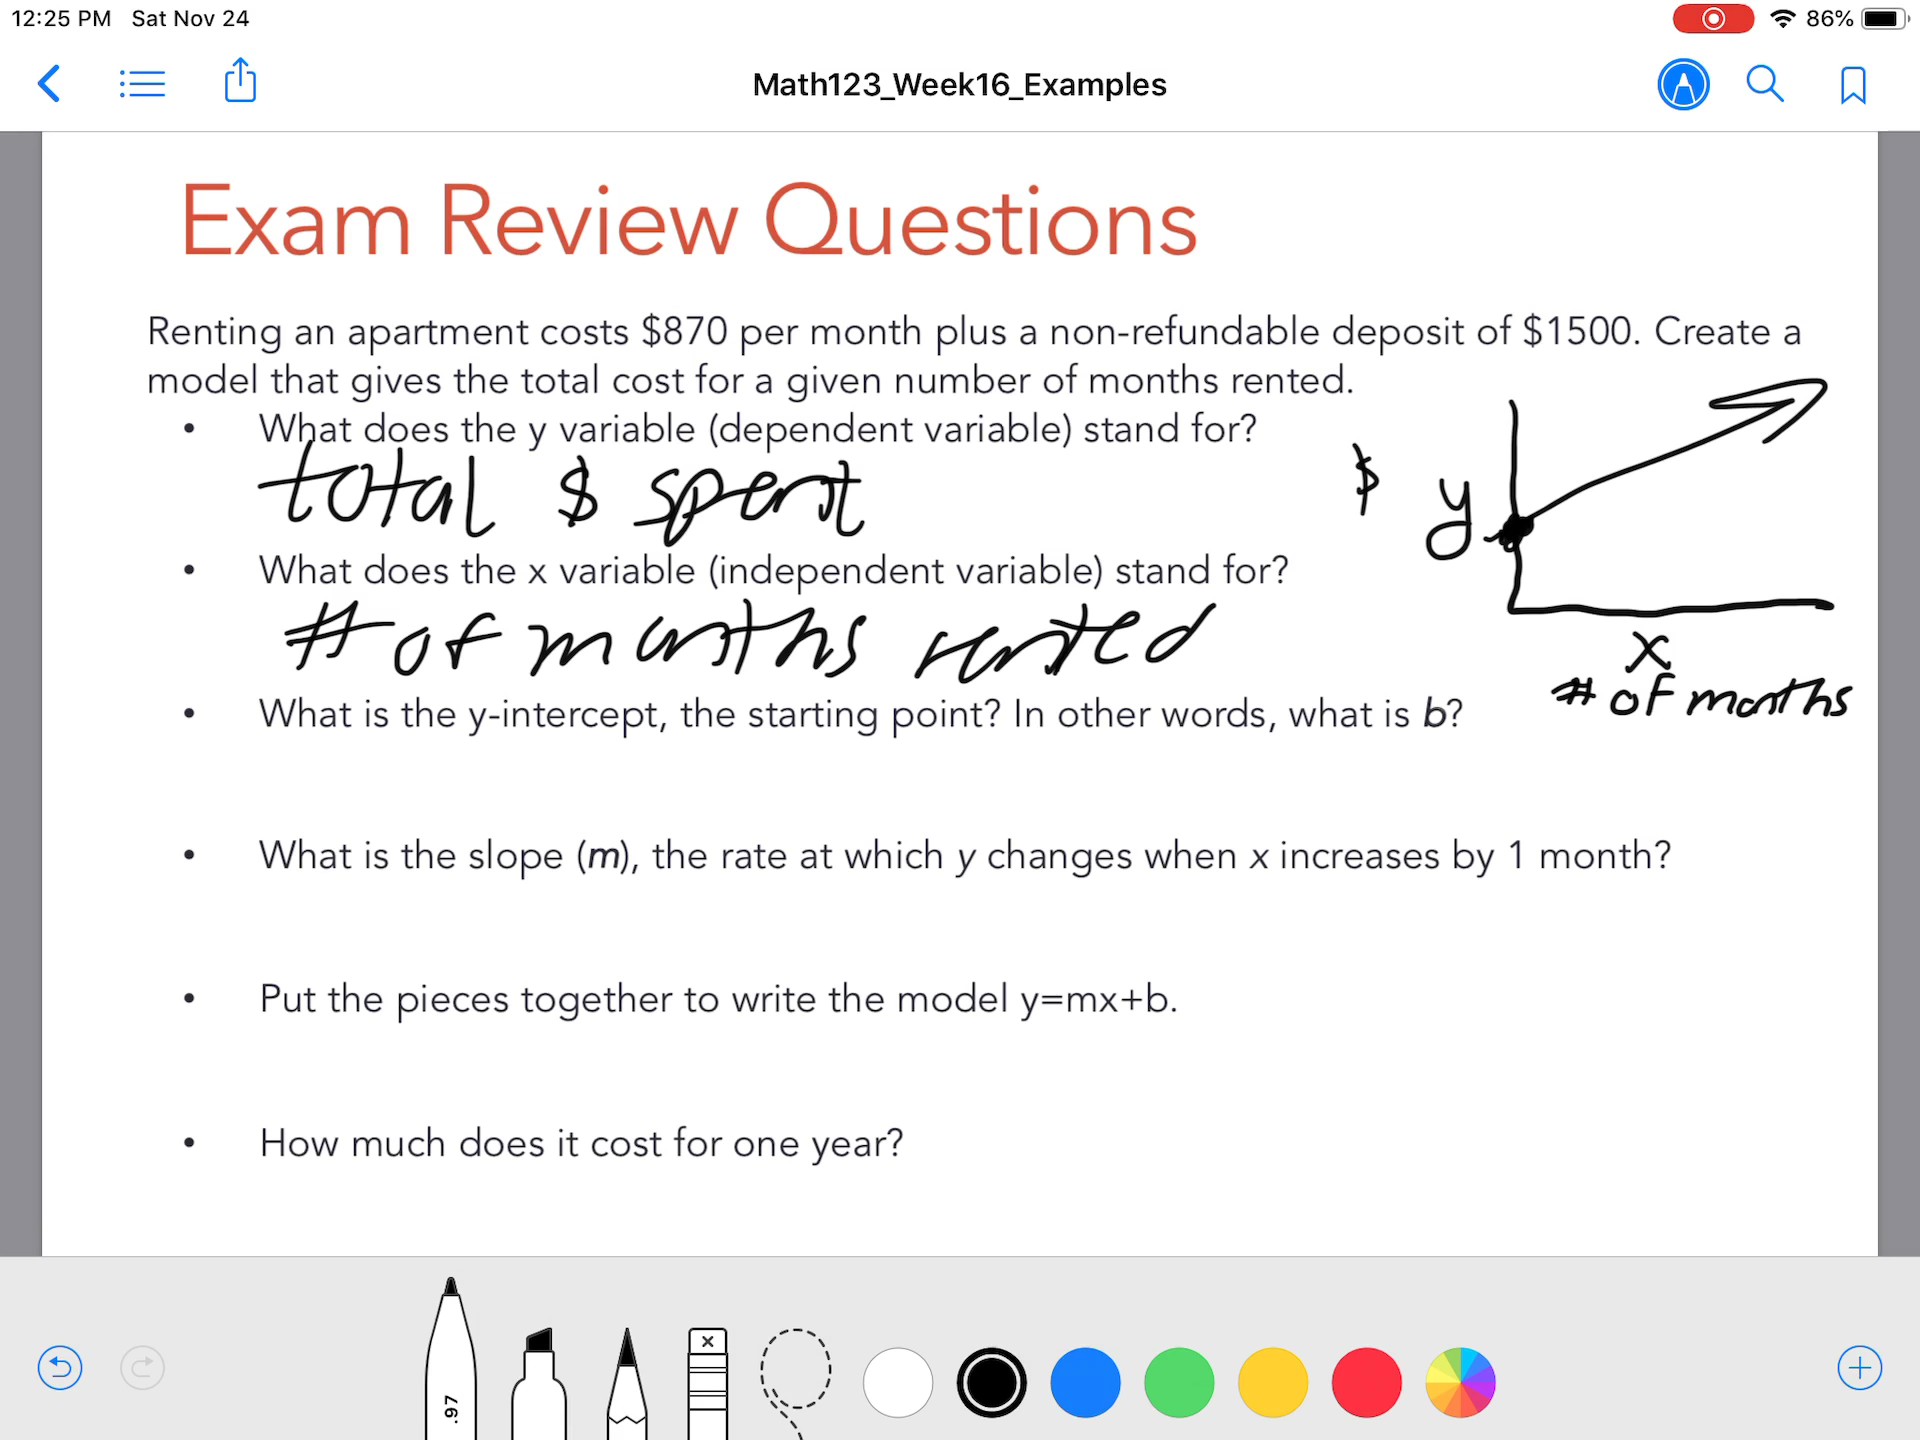 12:25 PM Sat Nov 24
86%
Math123_Week16_Examples
Exam Review Questions
Renting an apartment costs $870 per month plus a non-refundable deposit of $1500. Create a
model that gives the total cost for a given number of months rented.
• What does the y variable (dependent variable) stand for?
total $ spent
$ y
• What does the x variable (independent variable) stand for?
# of months rented
x
# of months
• What is the y-intercept, the starting point? In other words, what is b?
• What is the slope (m), the rate at which y changes when x increases by 1 month?
• Put the pieces together to write the model y=mx+b.
• How much does it cost for one year?
.97